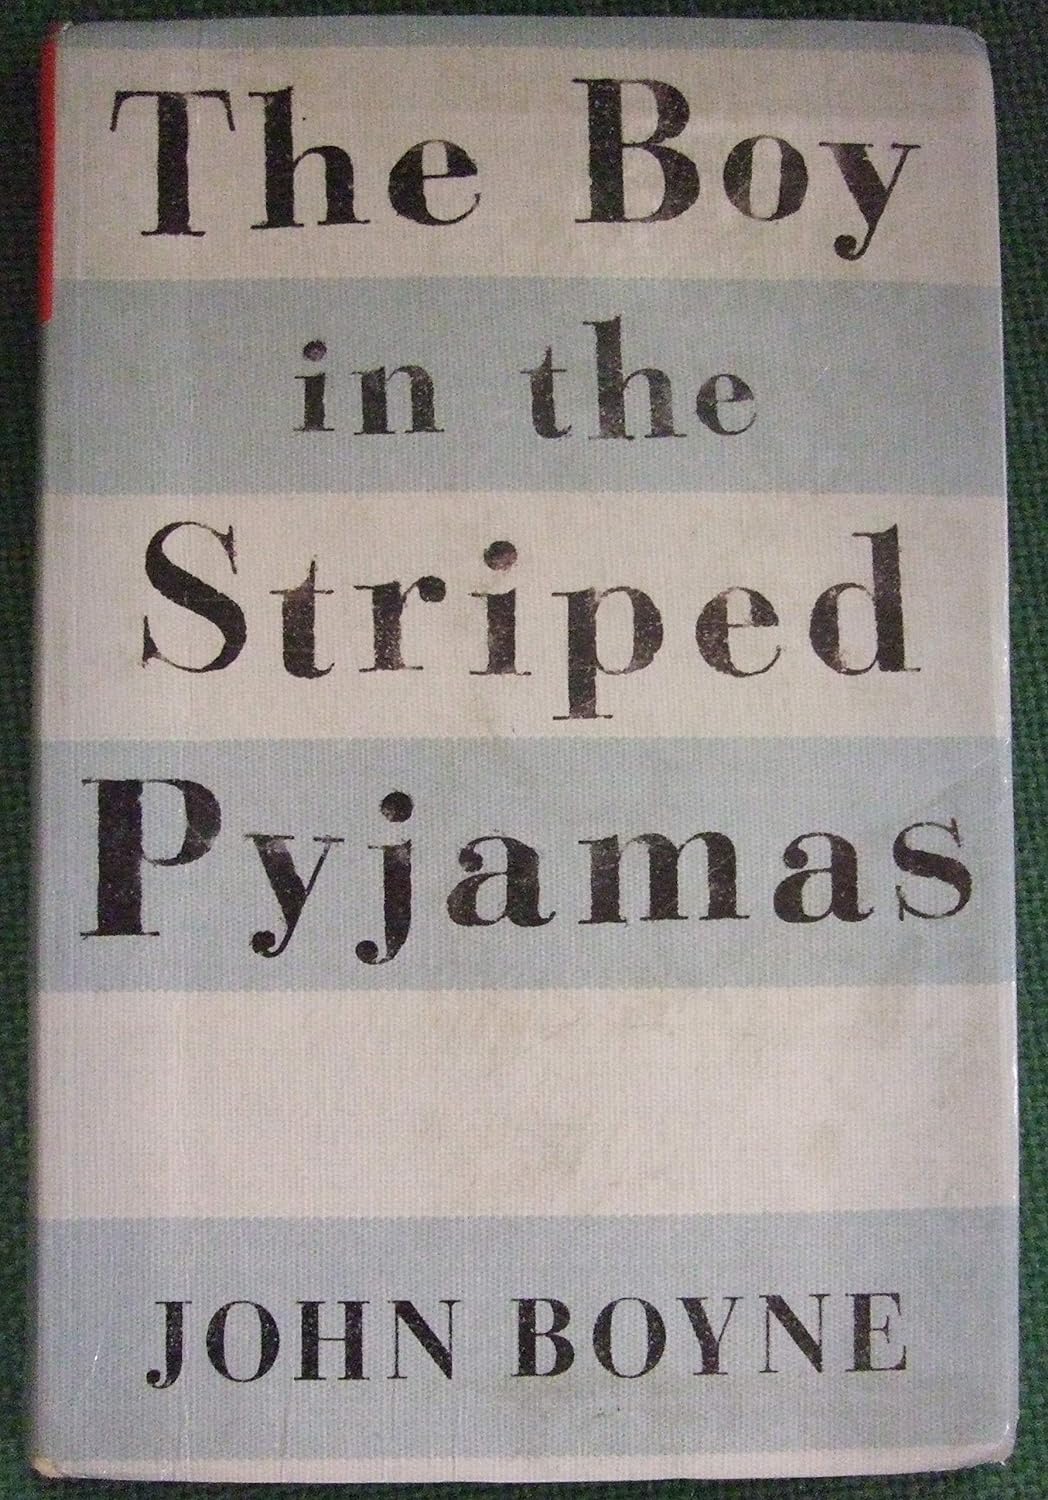 The Boy
in the
Striped
Pyjamas
JOHN BOYNE